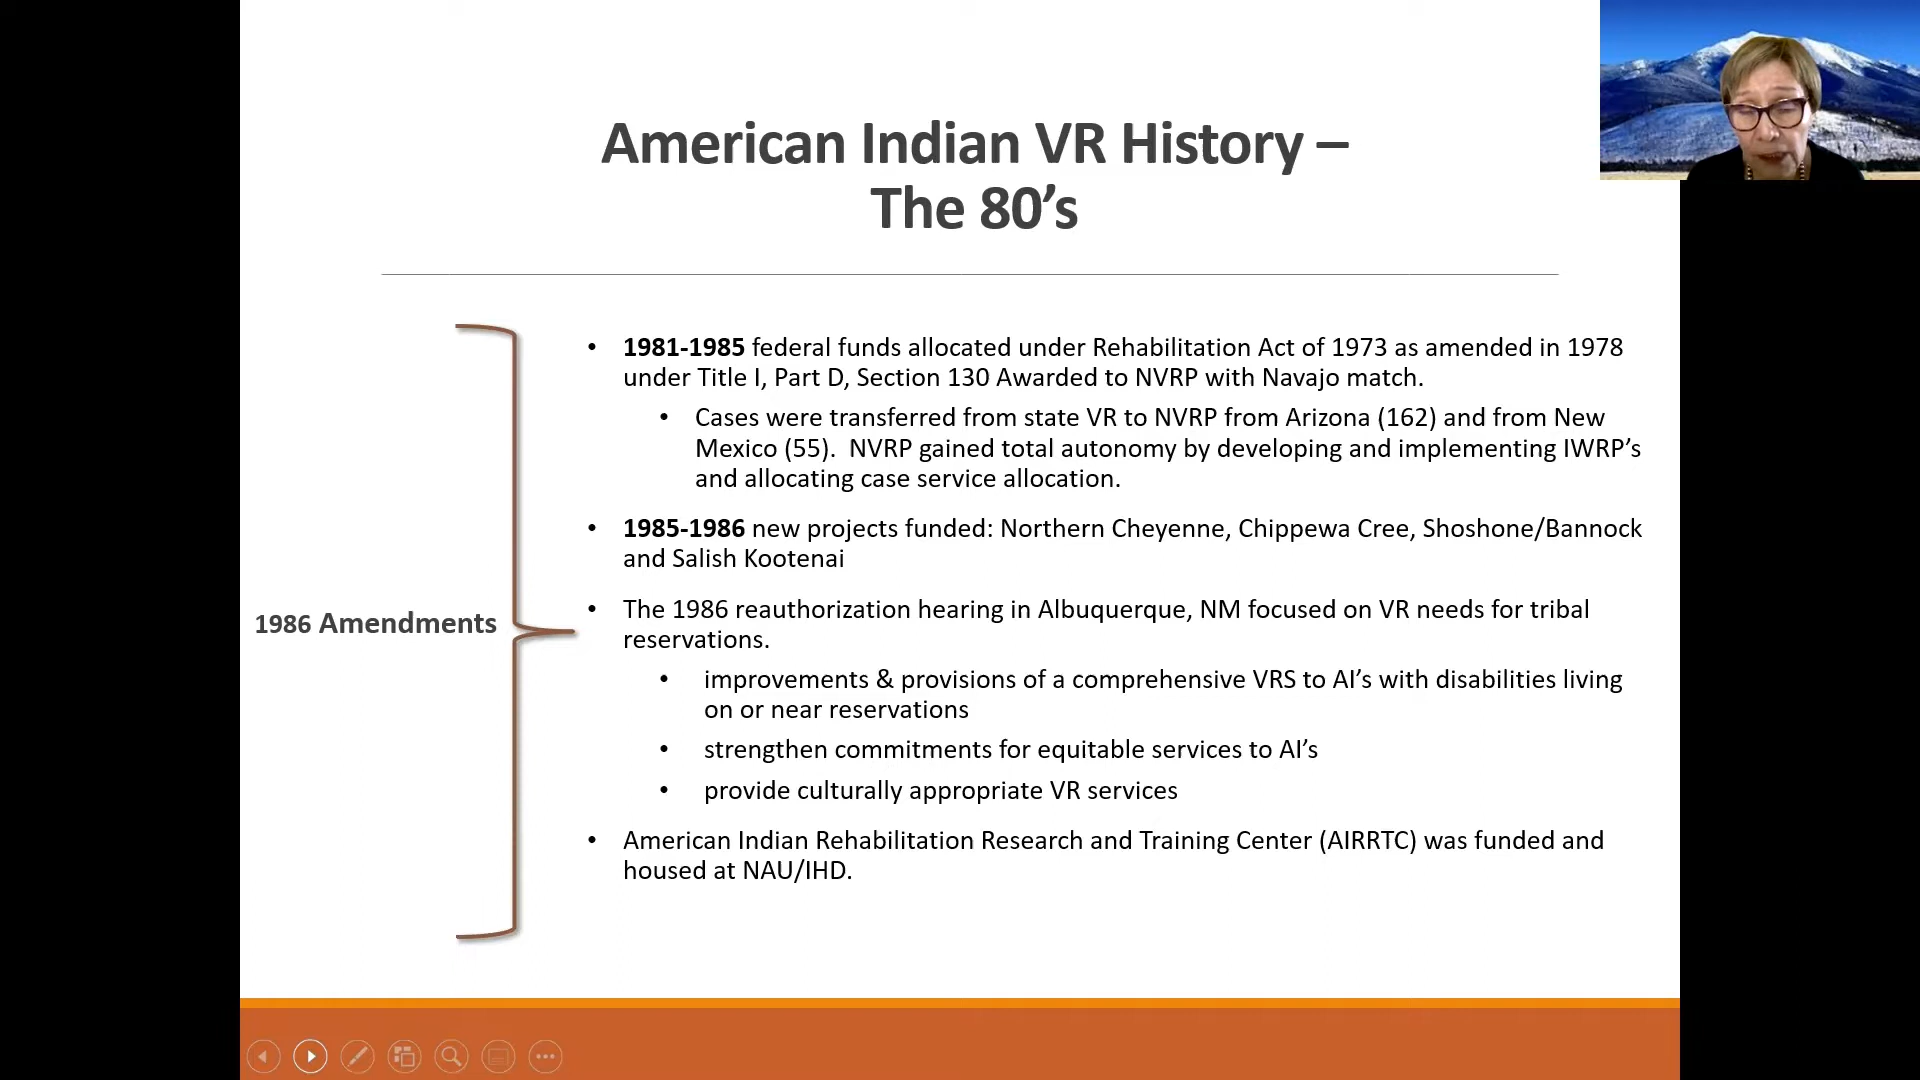 American Indian VR History –
The 80’s
1986 Amendments
• 1981-1985 federal funds allocated under Rehabilitation Act of 1973 as amended in 1978
under Title I, Part D, Section 130 Awarded to NVRP with Navajo match.
• Cases were transferred from state VR to NVRP from Arizona (162) and from New
Mexico (55).  NVRP gained total autonomy by developing and implementing IWRP’s
and allocating case service allocation.
• 1985-1986 new projects funded: Northern Cheyenne, Chippewa Cree, Shoshone/Bannock
and Salish Kootenai
• The 1986 reauthorization hearing in Albuquerque, NM focused on VR needs for tribal
reservations.
• improvements & provisions of a comprehensive VRS to AI’s with disabilities living
on or near reservations
• strengthen commitments for equitable services to AI’s
• provide culturally appropriate VR services
• American Indian Rehabilitation Research and Training Center (AIRRTC) was funded and
housed at NAU/IHD.